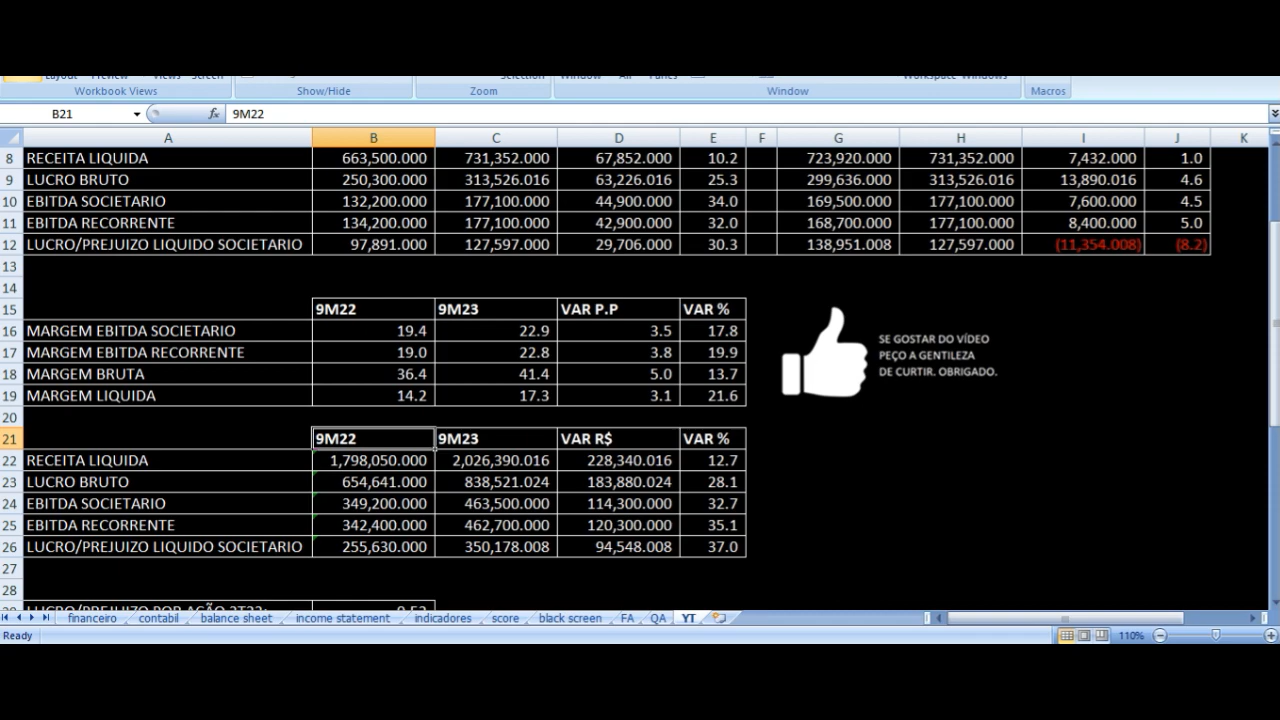 Layout Preview Views Screen Selection Window All Panes Workspace Windows
Workbook Views Show/Hide Zoom Window Macros
B21 fx 9M22
A B C D E F G H I J K
8 RECEITA LIQUIDA 663,500.000 731,352.000 67,852.000 10.2 723,920.000 731,352.000 7,432.000 1.0
9 LUCRO BRUTO 250,300.000 313,526.016 63,226.016 25.3 299,636.000 313,526.016 13,890.016 4.6
10 EBITDA SOCIETARIO 132,200.000 177,100.000 44,900.000 34.0 169,500.000 177,100.000 7,600.000 4.5
11 EBITDA RECORRENTE 134,200.000 177,100.000 42,900.000 32.0 168,700.000 177,100.000 8,400.000 5.0
12 LUCRO/PREJUIZO LIQUIDO SOCIETARIO 97,891.000 127,597.000 29,706.000 30.3 138,951.008 127,597.000 (11,354.008) (8.2)
13
14
15 9M22 9M23 VAR P.P VAR %
16 MARGEM EBITDA SOCIETARIO 19.4 22.9 3.5 17.8
17 MARGEM EBITDA RECORRENTE 19.0 22.8 3.8 19.9
18 MARGEM BRUTA 36.4 41.4 5.0 13.7
19 MARGEM LIQUIDA 14.2 17.3 3.1 21.6
SE GOSTAR DO VÍDEO
PEÇO A GENTILEZA
DE CURTIR. OBRIGADO.
20
21 9M22 9M23 VAR R$ VAR %
22 RECEITA LIQUIDA 1,798,050.000 2,026,390.016 228,340.016 12.7
23 LUCRO BRUTO 654,641.000 838,521.024 183,880.024 28.1
24 EBITDA SOCIETARIO 349,200.000 463,500.000 114,300.000 32.7
25 EBITDA RECORRENTE 342,400.000 462,700.000 120,300.000 35.1
26 LUCRO/PREJUIZO LIQUIDO SOCIETARIO 255,630.000 350,178.008 94,548.008 37.0
27
28
financeiro contabil balance sheet income statement indicadores score black screen FA QA YT
Ready 110%